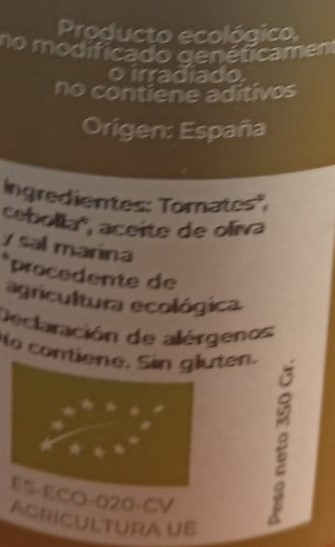 Producto ecológico,
no modificado genéticament
o irradiado,
no contiene aditivos
Origen: España
Ingredientes: Tomates*,
cebolla*, aceite de oliva
y sal marina
*procedente de
agricultura ecológica.
Declaración de alérgenos:
No contiene. Sin gluten.
Peso neto 350 Gr.
ES-ECO-020-CV
AGRICULTURA UE